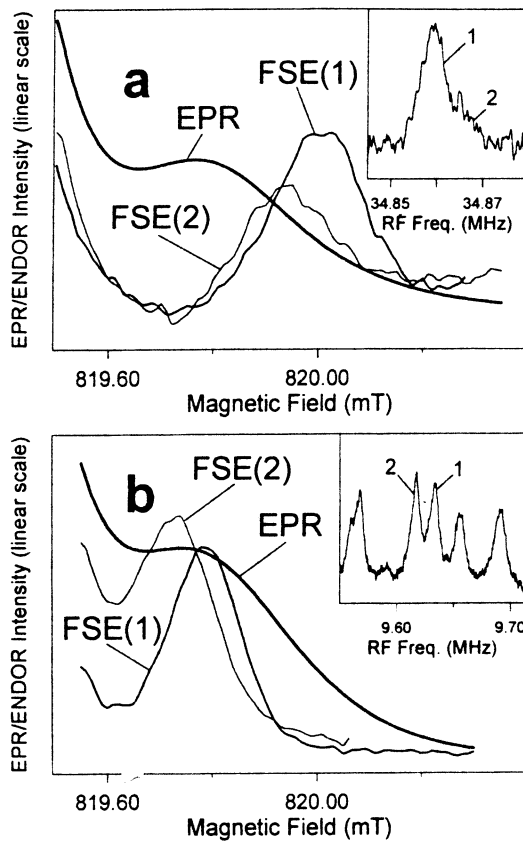 EPR/ENDOR Intensity (linear scale)
a
EPR
FSE(1)
FSE(2)
1
2
34.85 34.87
RF Freq. (MHz)
819.60 820.00
Magnetic Field (mT)
EPR/ENDOR Intensity (linear scale)
b
FSE(2)
EPR
FSE(1)
2 1
9.60 9.70
RF Freq. (MHz)
819.60 820.00
Magnetic Field (mT)